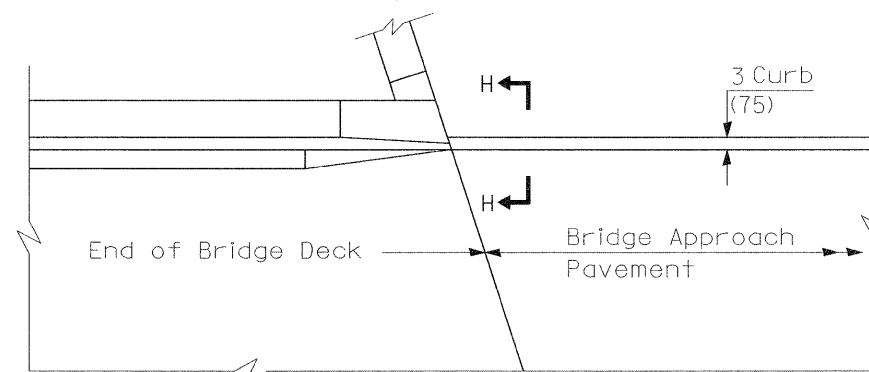 3 Curb
(75)
H
H
End of Bridge Deck
Bridge Approach
Pavement